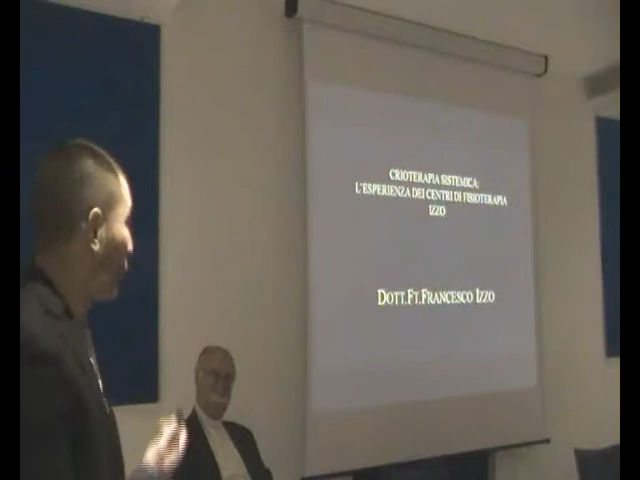 CRIOTERAPIA SISTEMICA:
L'ESPERIENZA DEI CENTRI DI FISIOTERAPIA
IZZO
DOTT.FT.FRANCESCO IZZO